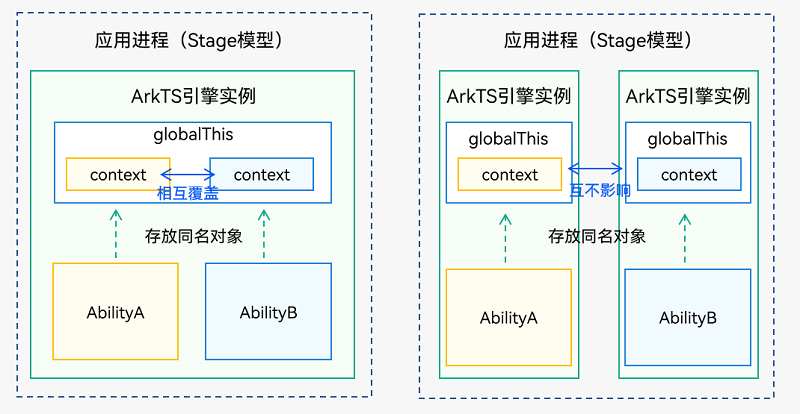 应用进程（Stage模型）
ArkTS引擎实例
globalThis
context
context
相互覆盖
存放同名对象
AbilityA
AbilityB
应用进程（Stage模型）
ArkTS引擎实例
ArkTS引擎实例
globalThis
globalThis
context
context
互不影响
存放同名对象
AbilityA
AbilityB